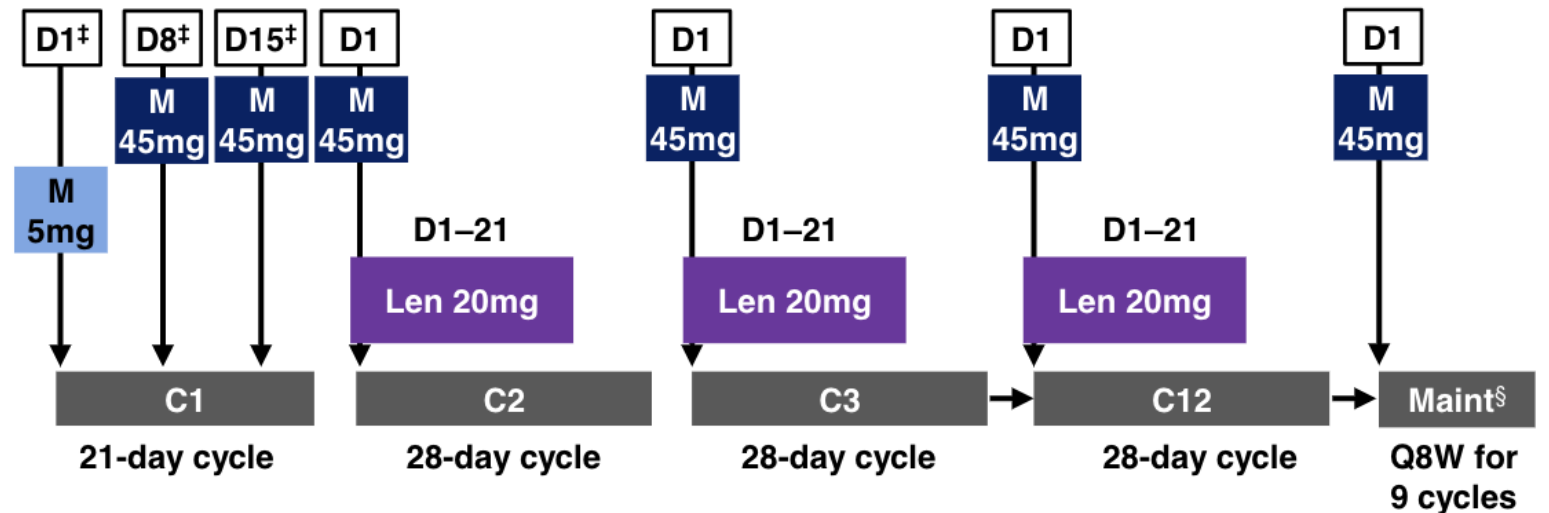 D1‡ D8‡ D15‡ D1 D1 D1 D1
M
45mg
M
45mg
M
45mg
M
45mg
M
45mg
M
45mg
M
5mg
D1–21 D1–21 D1–21
Len 20mg Len 20mg Len 20mg
C1 C2 C3 C12 Maint§
21-day cycle 28-day cycle 28-day cycle 28-day cycle Q8W for
9 cycles